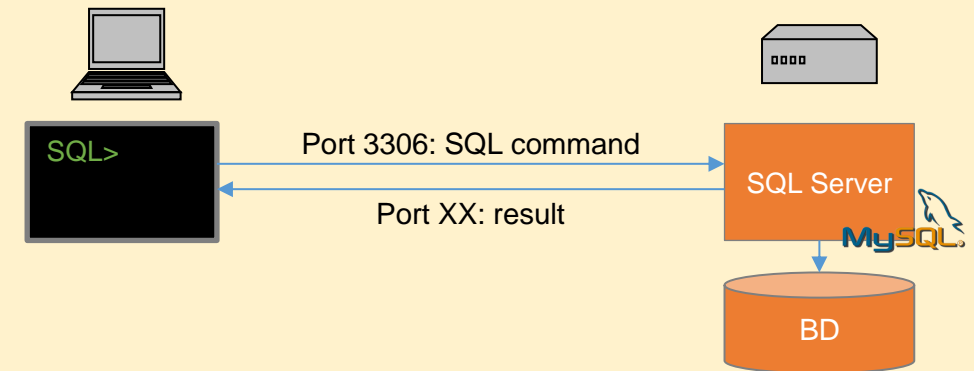 SQL>
Port 3306: SQL command
Port XX: result
SQL Server
MySQL.
BD